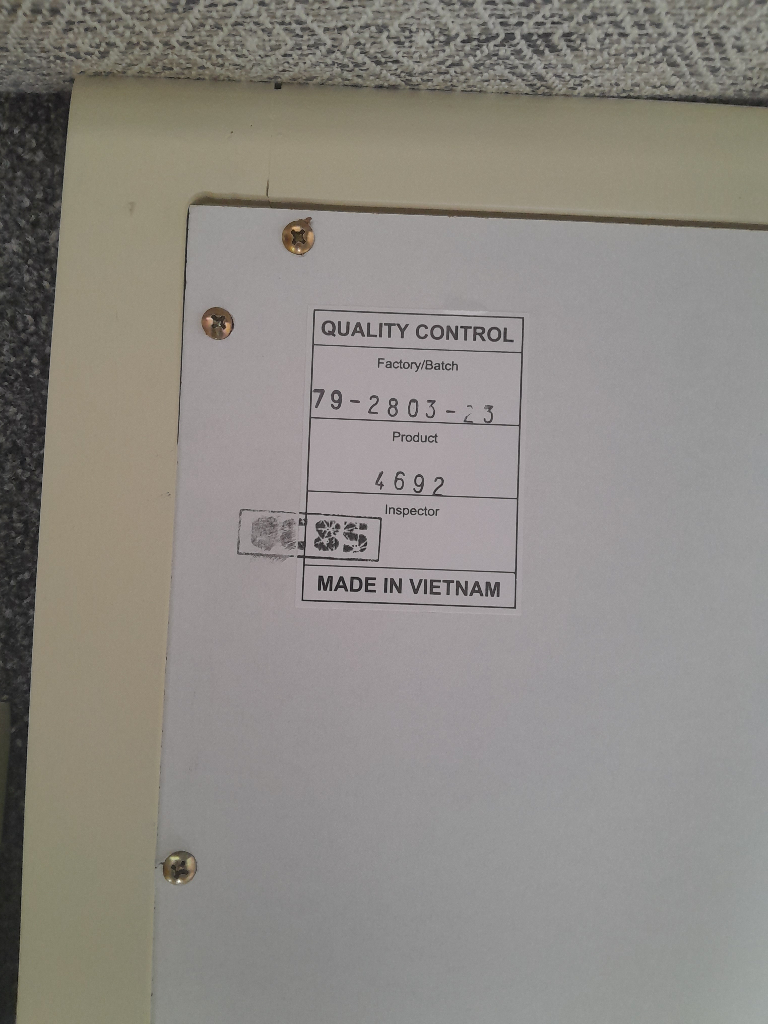 QUALITY CONTROL
Factory/Batch
79-2803-23
Product
4692
Inspector
MADE IN VIETNAM